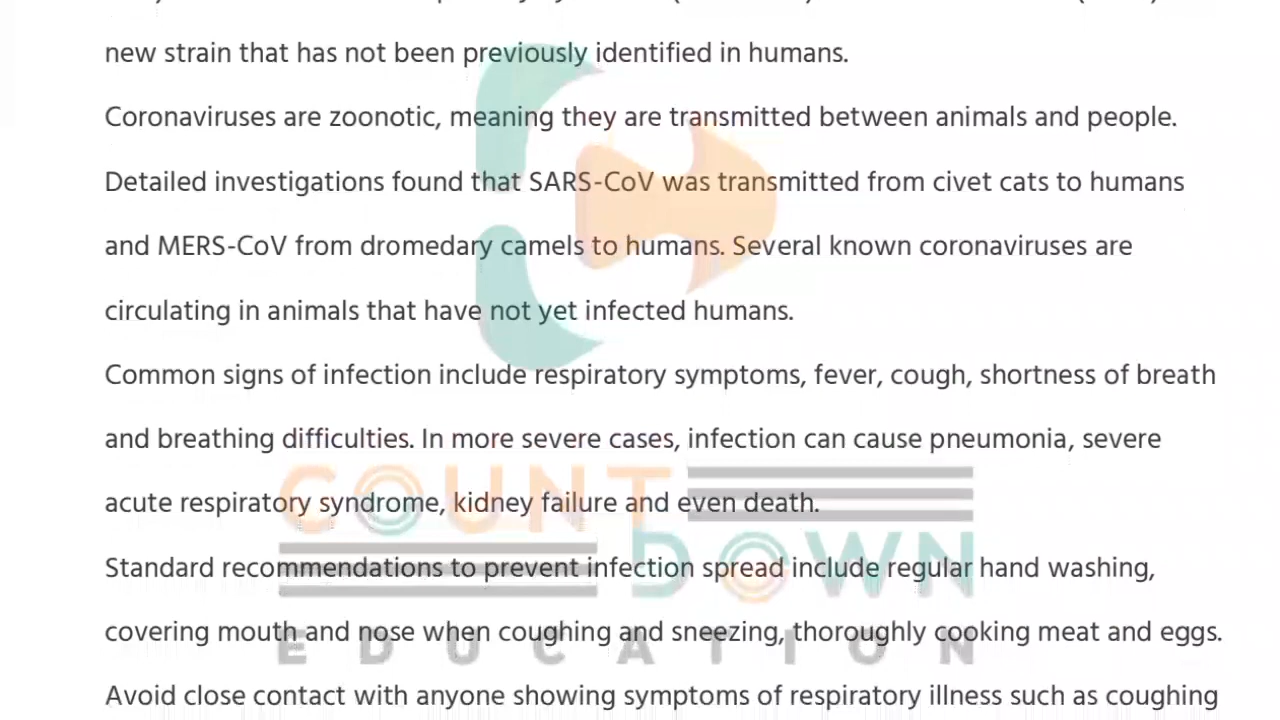 new strain that has not been previously identified in humans.
Coronaviruses are zoonotic, meaning they are transmitted between animals and people.
Detailed investigations found that SARS-CoV was transmitted from civet cats to humans
and MERS-CoV from dromedary camels to humans. Several known coronaviruses are
circulating in animals that have not yet infected humans.
Common signs of infection include respiratory symptoms, fever, cough, shortness of breath
and breathing difficulties. In more severe cases, infection can cause pneumonia, severe
acute respiratory syndrome, kidney failure and even death.
Standard recommendations to prevent infection spread include regular hand washing,
covering mouth and nose when coughing and sneezing, thoroughly cooking meat and eggs.
Avoid close contact with anyone showing symptoms of respiratory illness such as coughing
COUNT
DOWN
EDUCATION